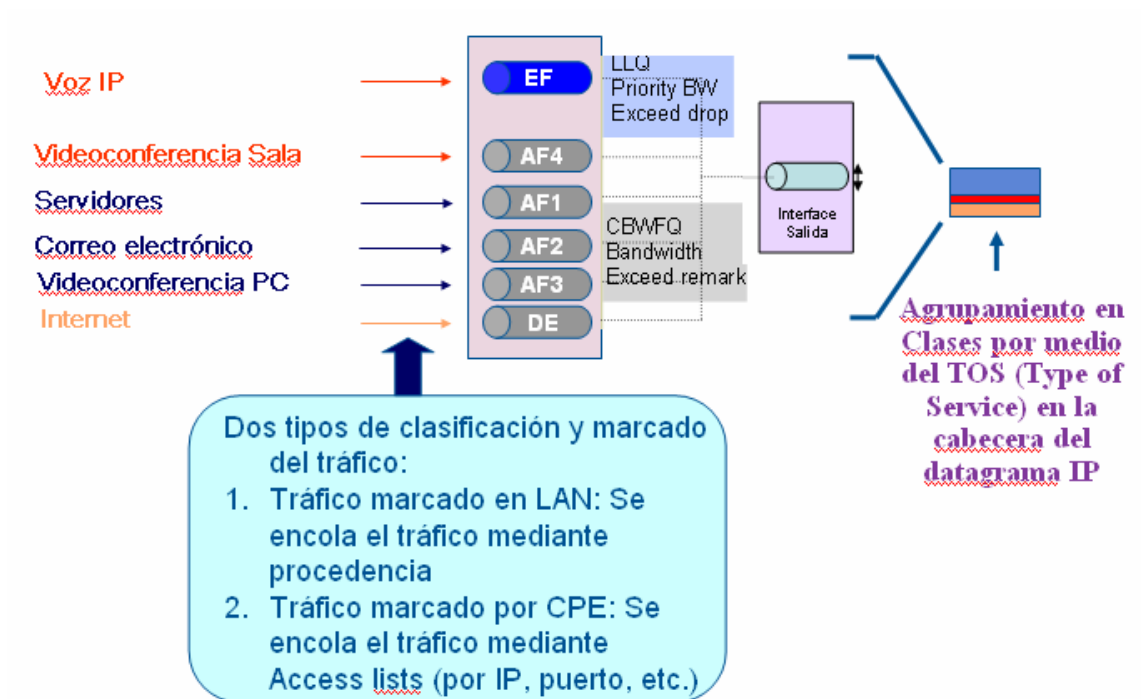 Voz IP
Videoconferencia Sala
Servidores
Correo electrónico
Videoconferencia PC
Internet
EF
AF4
AF1
AF2
AF3
DE
LLQ
Priority BW
Exceed drop
CBWFQ
Bandwidth
Exceed remark
Interface
Salida
Agrupamiento en
Clases por medio
del TOS (Type of
Service) en la
cabecera del
datagrama IP
Dos tipos de clasificación y marcado
del tráfico:
1. Tráfico marcado en LAN: Se
encola el tráfico mediante
procedencia
2. Tráfico marcado por CPE: Se
encola el tráfico mediante
Access lists (por IP, puerto, etc.)